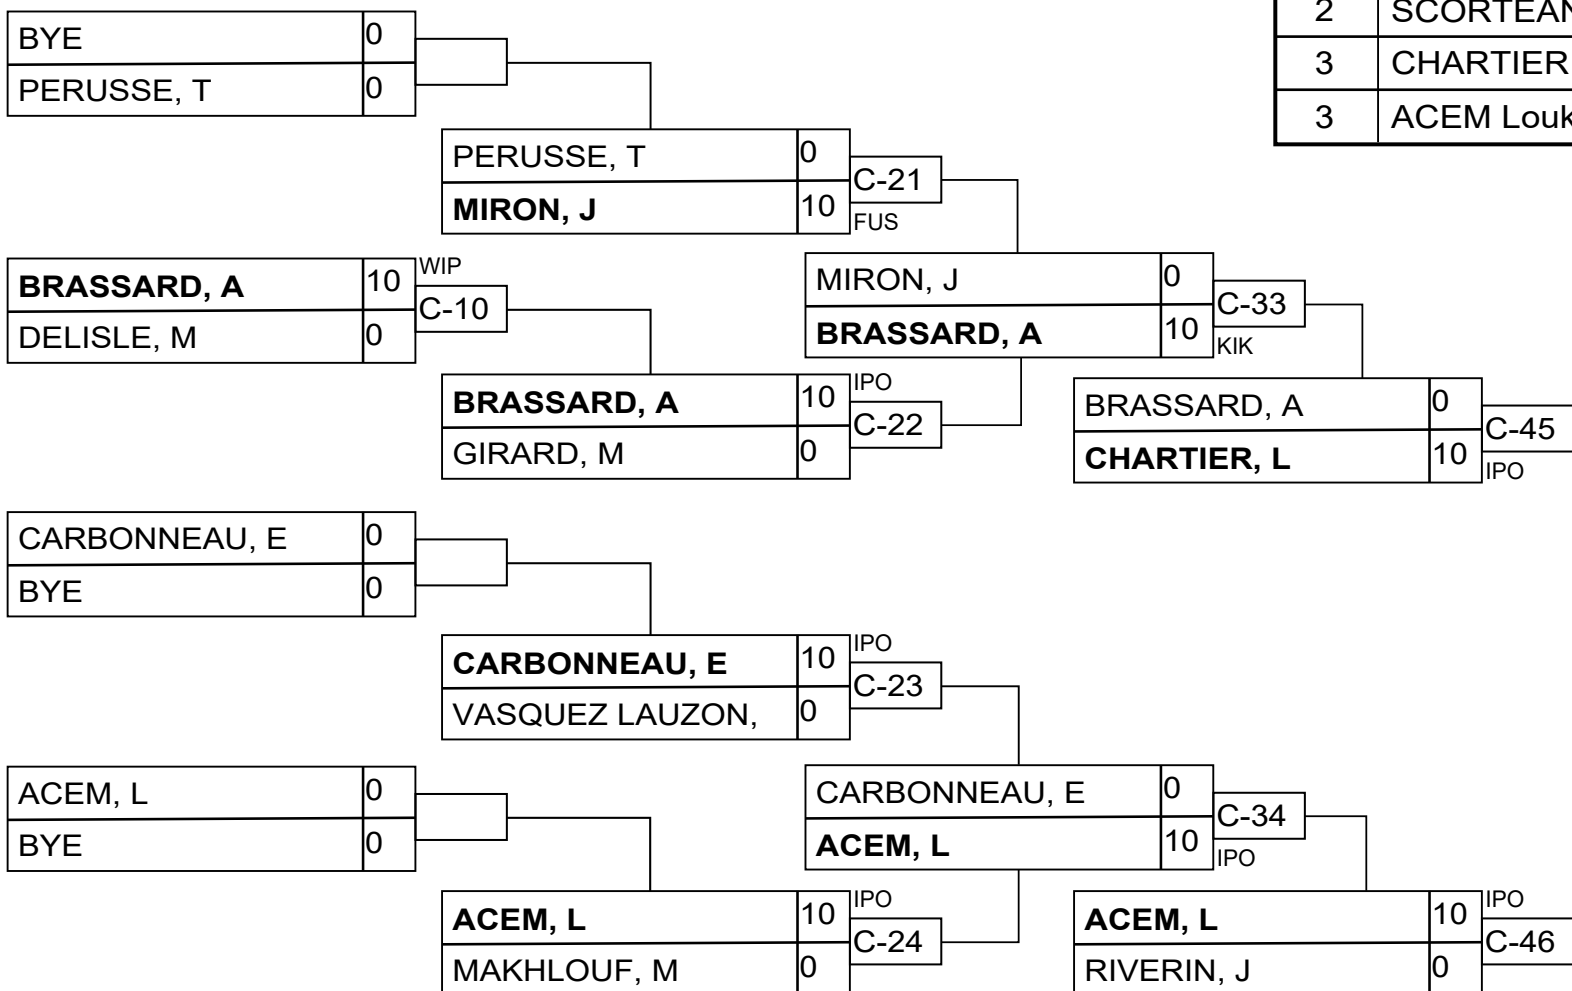 2 SCORTEAN
3 CHARTIER
3 ACEM Louk
BYE 0
PERUSSE, T 0
PERUSSE, T 0
MIRON, J 10
C-21
FUS
BRASSARD, A 10
DELISLE, M 0
WIP
C-10
BRASSARD, A 10
GIRARD, M 0
IPO
C-22
MIRON, J 0
BRASSARD, A 10
C-33
KIK
BRASSARD, A 0
CHARTIER, L 10
C-45
IPO
CARBONNEAU, E 0
BYE 0
CARBONNEAU, E 10
VASQUEZ LAUZON, 0
IPO
C-23
ACEM, L 0
BYE 0
ACEM, L 10
MAKHLOUF, M 0
IPO
C-24
CARBONNEAU, E 0
ACEM, L 10
C-34
IPO
ACEM, L 10
RIVERIN, J 0
IPO
C-46